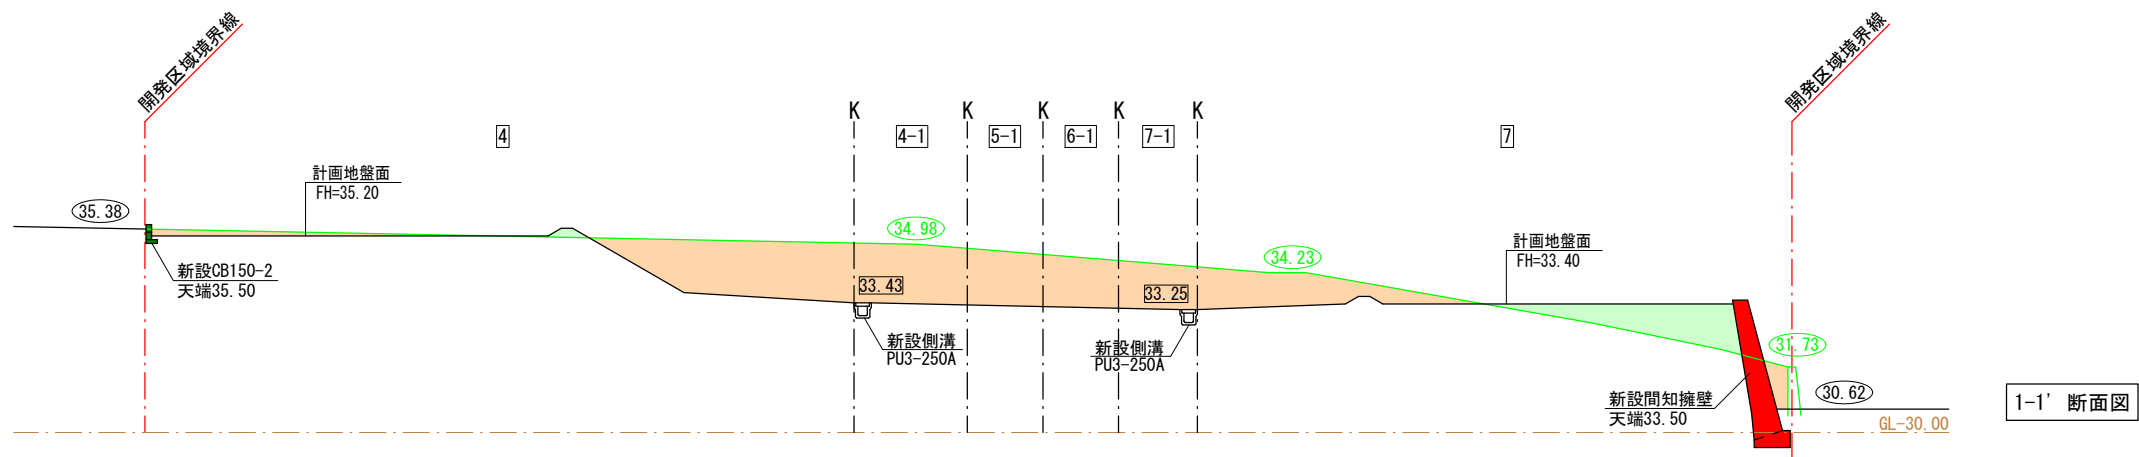 開発区域境界線
開発区域境界線
K
K
K
K
K
4
4-1
5-1
6-1
7-1
7
計画地盤面
FH=35.20
35.38
34.98
34.23
計画地盤面
FH=33.40
新設CB150-2
天端35.50
33.43
33.25
新設側溝
PU3-250A
新設側溝
PU3-250A
31.73
新設間知擁壁
天端33.50
30.62
GL-30.00
1-1' 断面図